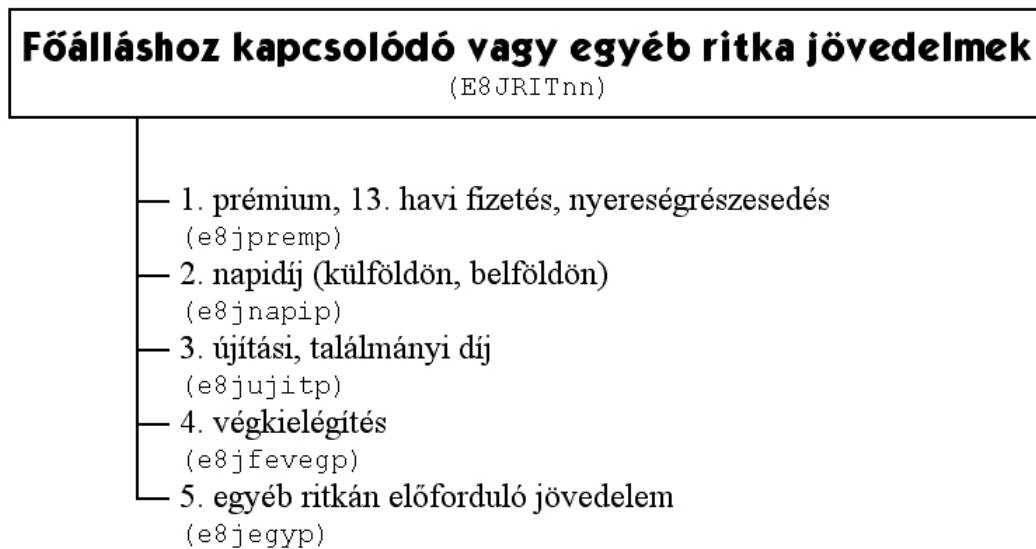 Főálláshoz kapcsolódó vagy egyéb ritka jövedelmek
(E8JRITnn)
1. prémium, 13. havi fizetés, nyereségrészesedés
(e8jpremp)
2. napidíj (külföldön, belföldön)
(e8jnapip)
3. újítási, találmányi díj
(e8jujitp)
4. végkielégítés
(e8jfevegp)
5. egyéb ritkán előforduló jövedelem
(e8jegyp)